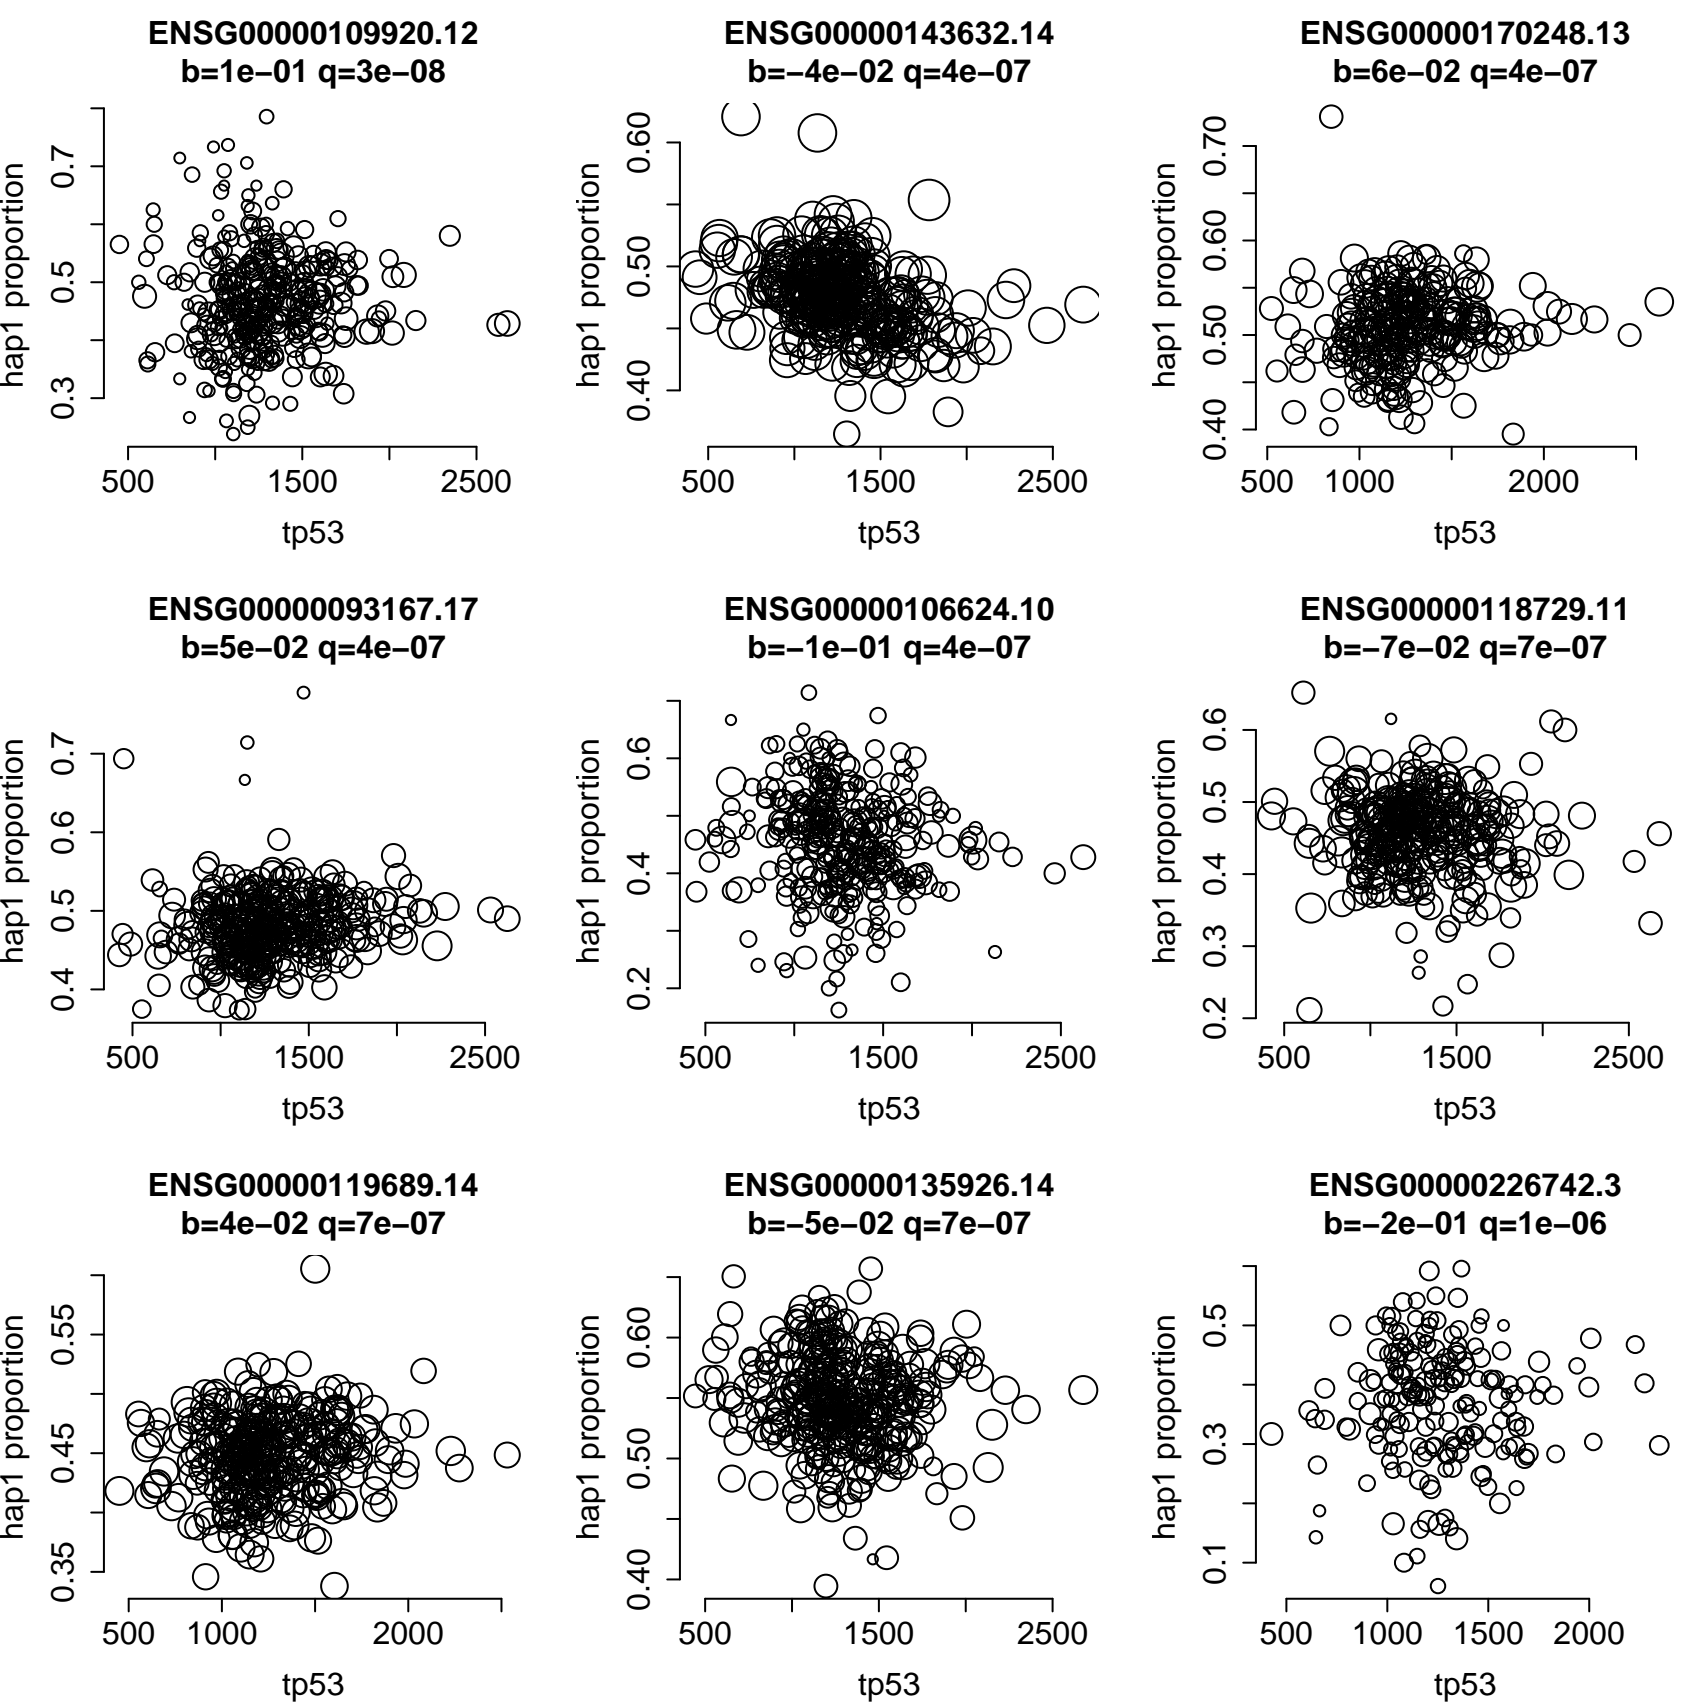 ENSG00000109920.12
b=1e−01 q=3e−08
hap1 proportion
0.3 0.5 0.7
500 1500 2500
tp53
ENSG00000143632.14
b=−4e−02 q=4e−07
hap1 proportion
0.40 0.50 0.60
500 1500 2500
tp53
ENSG00000170248.13
b=6e−02 q=4e−07
hap1 proportion
0.40 0.50 0.60 0.70
500 1000 2000
tp53
ENSG00000093167.17
b=5e−02 q=4e−07
hap1 proportion
0.4 0.5 0.6 0.7
500 1500 2500
tp53
ENSG00000106624.10
b=−1e−01 q=4e−07
hap1 proportion
0.2 0.4 0.6
500 1500 2500
tp53
ENSG00000118729.11
b=−7e−02 q=7e−07
hap1 proportion
0.2 0.3 0.4 0.5 0.6
500 1500 2500
tp53
ENSG00000119689.14
b=4e−02 q=7e−07
hap1 proportion
0.35 0.45 0.55
500 1000 2000
tp53
ENSG00000135926.14
b=−5e−02 q=7e−07
hap1 proportion
0.40 0.50 0.60
500 1500 2500
tp53
ENSG00000226742.3
b=−2e−01 q=1e−06
hap1 proportion
0.1 0.3 0.5
500 1000 1500 2000
tp53